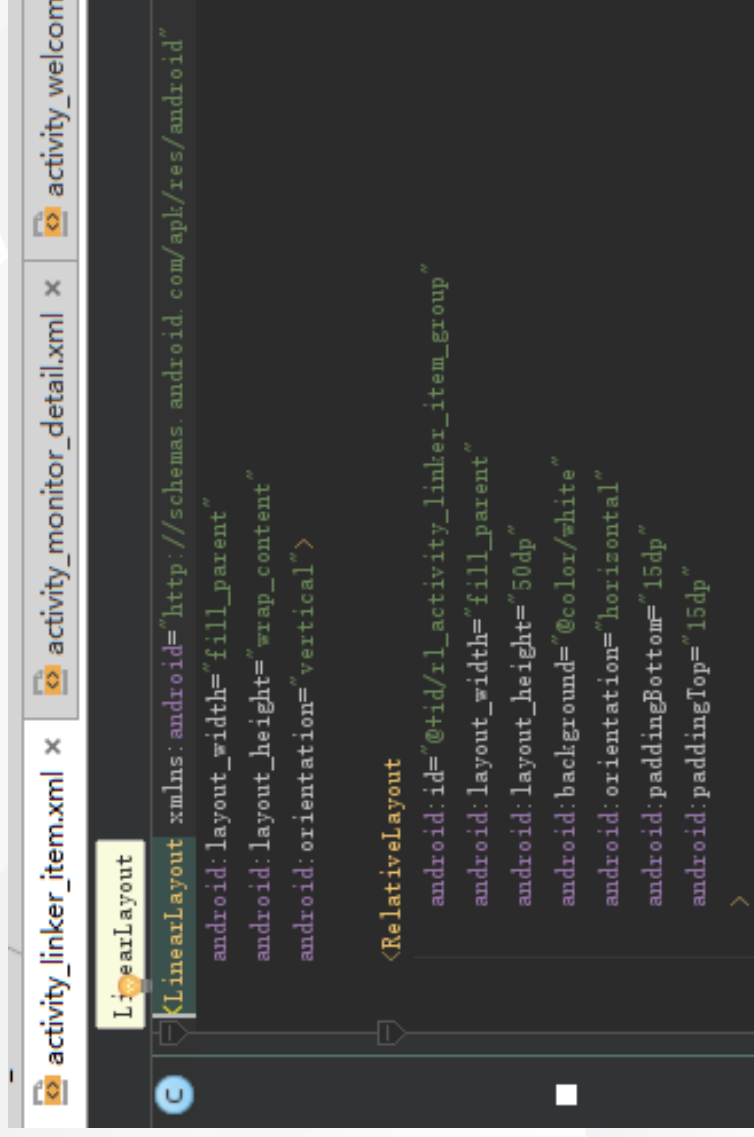 activity_linker_item.xml × activity_monitor_detail.xml × activity_welcom
LinearLayout
<LinearLayout xmlns:android="http://schemas.android.com/apk/res/android"
android:layout_width="fill_parent"
android:layout_height="wrap_content"
android:orientation="vertical">
<RelativeLayout
android:id="@+id/rl_activity_linker_item_group"
android:layout_width="fill_parent"
android:layout_height="50dp"
android:background="@color/white"
android:orientation="horizontal"
android:paddingBottom="15dp"
android:paddingTop="15dp"
>
C